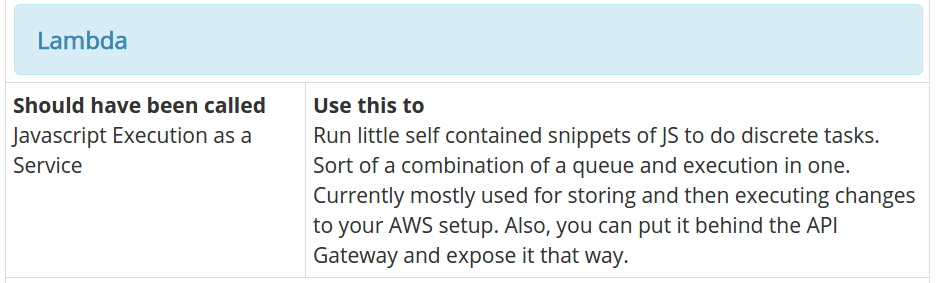 Lambda
Should have been called
Javascript Execution as a
Service
Use this to
Run little self contained snippets of JS to do discrete tasks.
Sort of a combination of a queue and execution in one.
Currently mostly used for storing and then executing changes
to your AWS setup. Also, you can put it behind the API
Gateway and expose it that way.